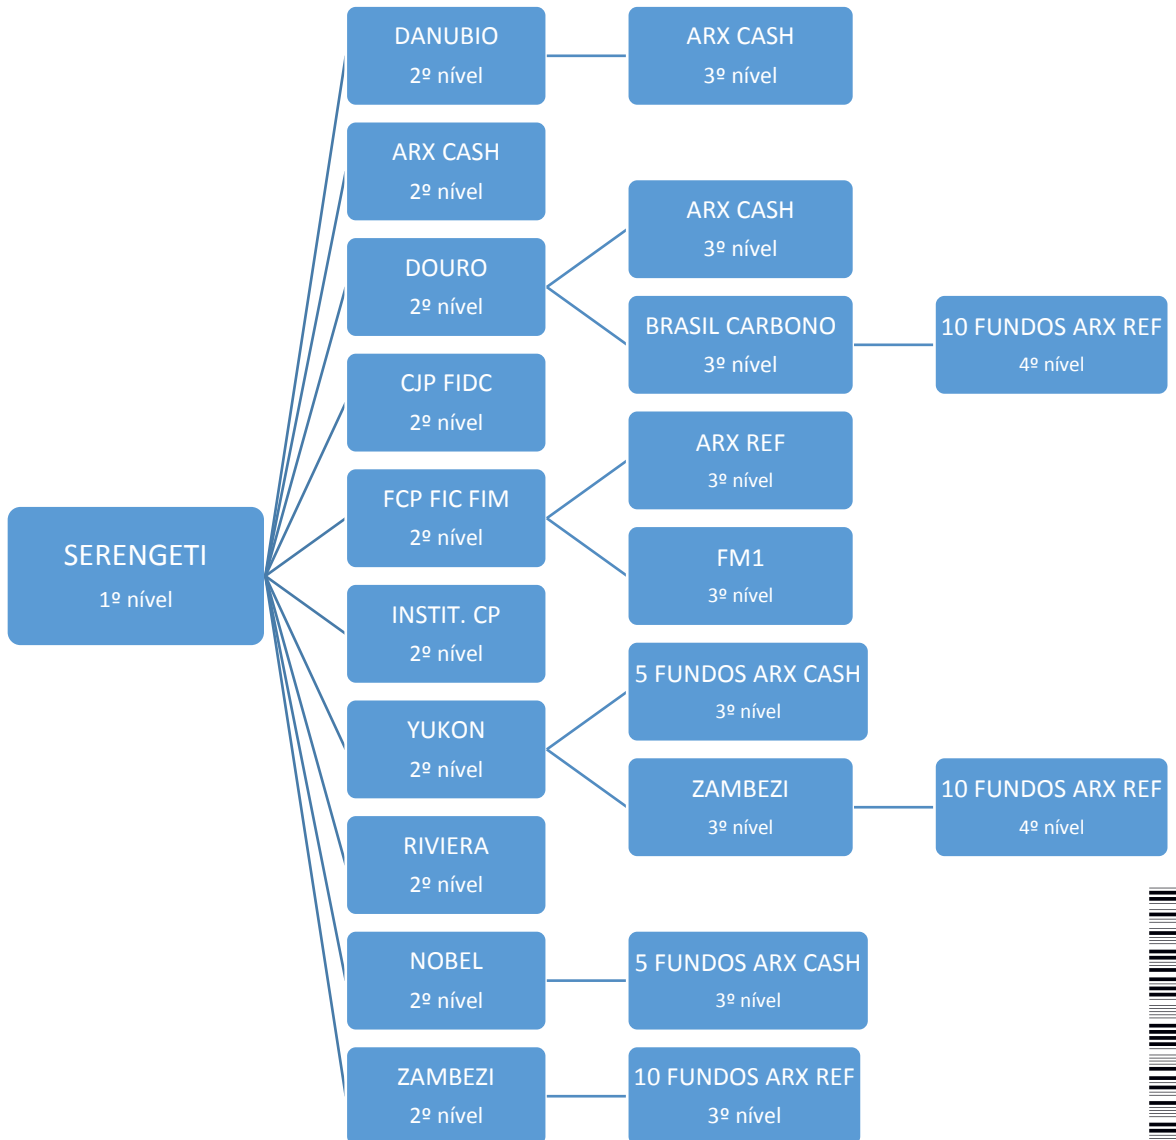 DANUBIO
2º nível
ARX CASH
3º nível
ARX CASH
2º nível
ARX CASH
3º nível
DOURO
2º nível
BRASIL CARBONO
3º nível
10 FUNDOS ARX REF
4º nível
CJP FIDC
2º nível
ARX REF
3º nível
FCP FIC FIM
2º nível
SERENGETI
1º nível
FM1
3º nível
INSTIT. CP
2º nível
5 FUNDOS ARX CASH
3º nível
YUKON
2º nível
ZAMBEZI
3º nível
10 FUNDOS ARX REF
4º nível
RIVIERA
2º nível
NOBEL
2º nível
5 FUNDOS ARX CASH
3º nível
ZAMBEZI
2º nível
10 FUNDOS ARX REF
3º nível